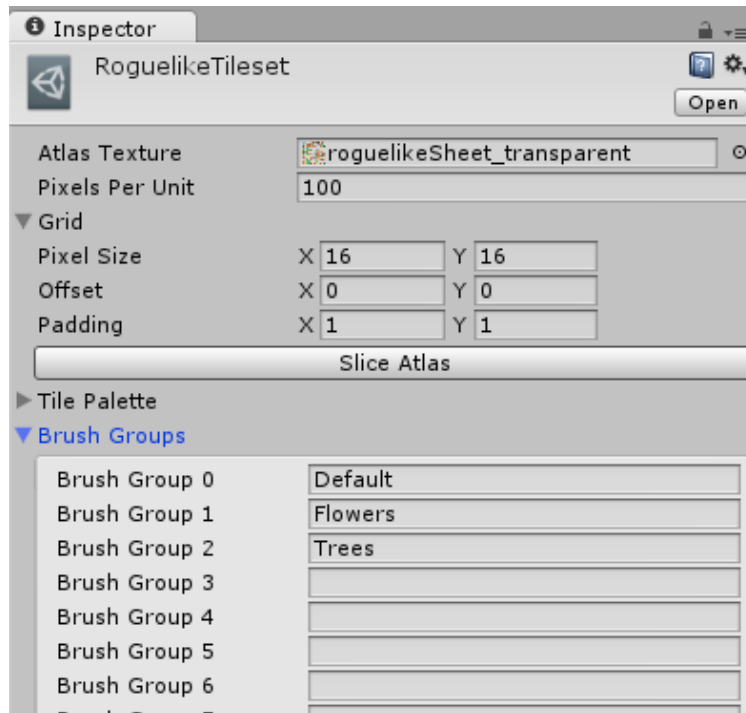 Inspector
RoguelikeTileset
Open
Atlas Texture roguelikeSheet_transparent
Pixels Per Unit 100
Grid
Pixel Size X 16 Y 16
Offset X 0 Y 0
Padding X 1 Y 1
Slice Atlas
Tile Palette
Brush Groups
Brush Group 0 Default
Brush Group 1 Flowers
Brush Group 2 Trees
Brush Group 3
Brush Group 4
Brush Group 5
Brush Group 6